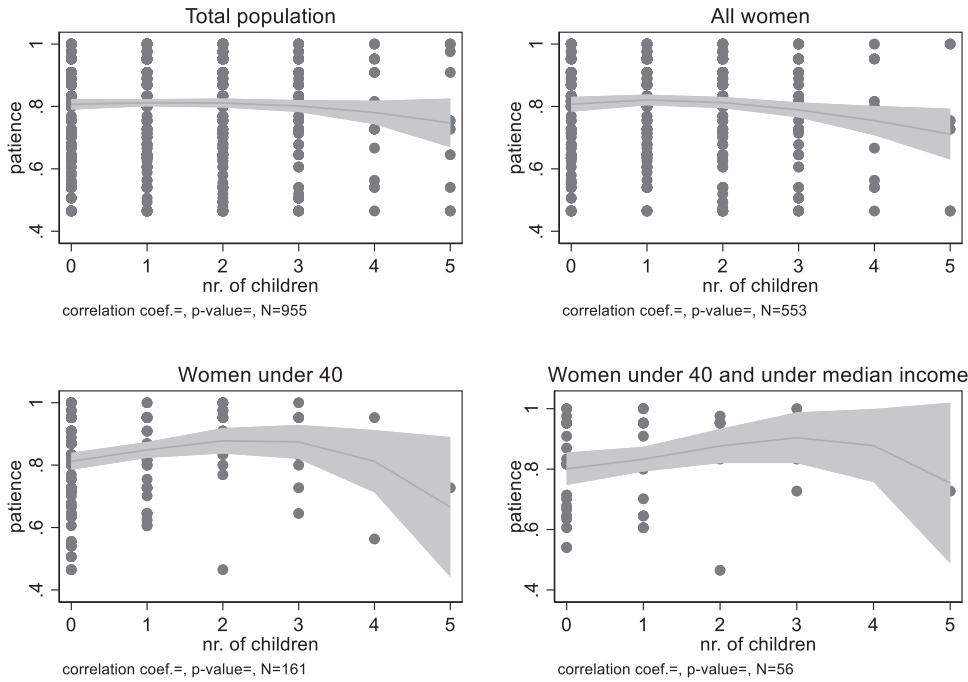 Total population
patience
1
.8
.6
.4
0 1 2 3 4 5
nr. of children
correlation coef.=, p-value=, N=955
All women
patience
1
.8
.6
.4
0 1 2 3 4 5
nr. of children
correlation coef.=, p-value=, N=553
Women under 40
patience
1
.8
.6
.4
0 1 2 3 4 5
nr. of children
correlation coef.=, p-value=, N=161
Women under 40 and under median income
patience
1
.8
.6
.4
0 1 2 3 4 5
nr. of children
correlation coef.=, p-value=, N=56